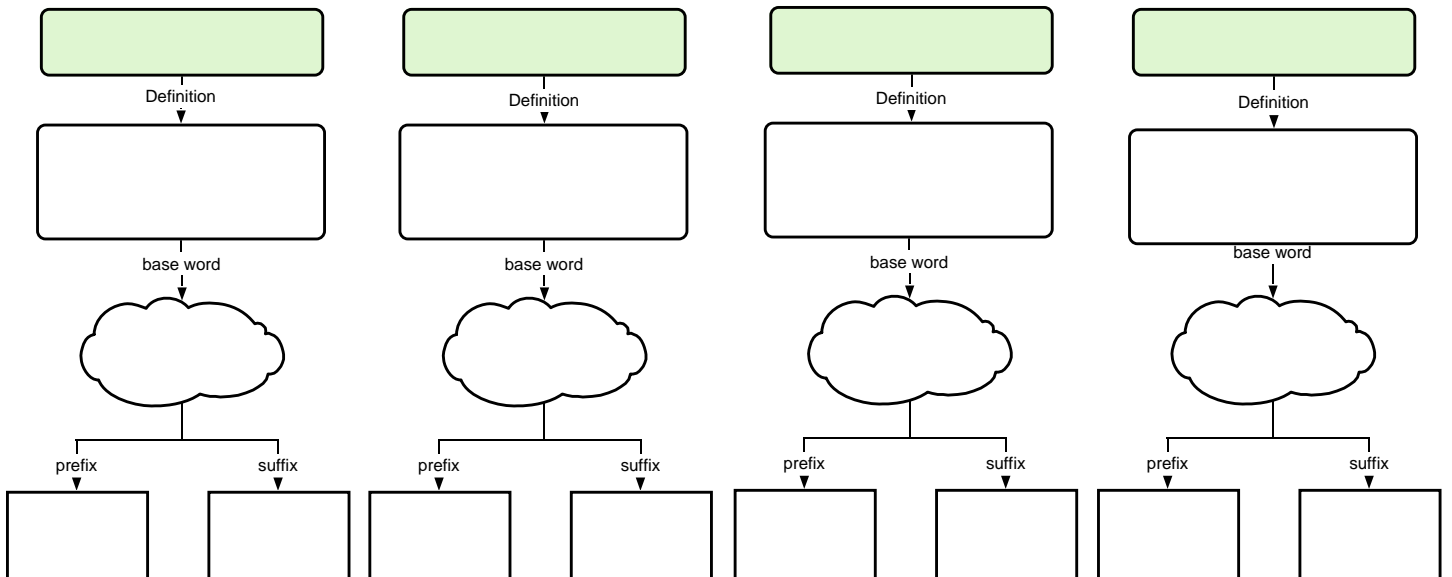 Definition Definition Definition Definition
base word base word base word base word
prefix suffix prefix suffix prefix suffix prefix suffix